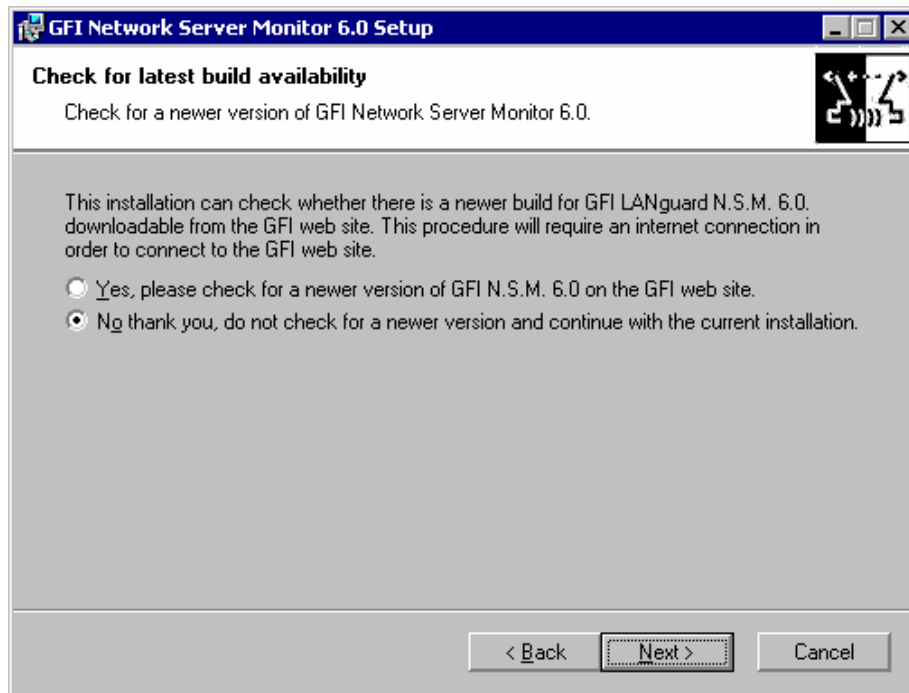 GFI Network Server Monitor 6.0 Setup
Check for latest build availability
Check for a newer version of GFI Network Server Monitor 6.0.
This installation can check whether there is a newer build for GFI LANguard N.S.M. 6.0.
downloadable from the GFI web site. This procedure will require an internet connection in
order to connect to the GFI web site.
Yes, please check for a newer version of GFI N.S.M. 6.0 on the GFI web site.
No thank you, do not check for a newer version and continue with the current installation.
< Back Next > Cancel